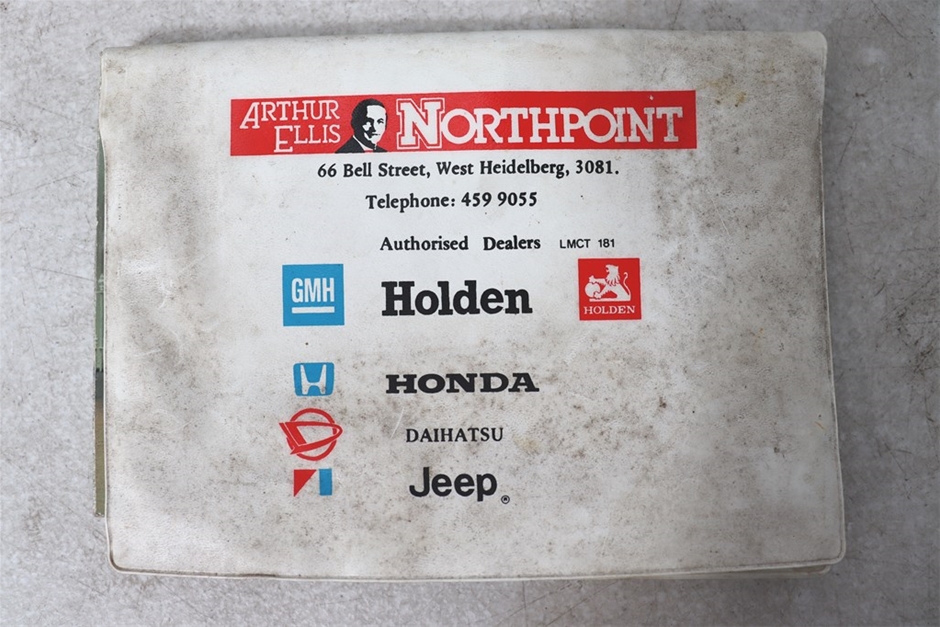 ARTHUR ELLIS NORTHPOINT
66 Bell Street, West Heidelberg, 3081.
Telephone: 459 9055
Authorised Dealers LMCT 181
GMH Holden HOLDEN
HONDA
DAIHATSU
Jeep®